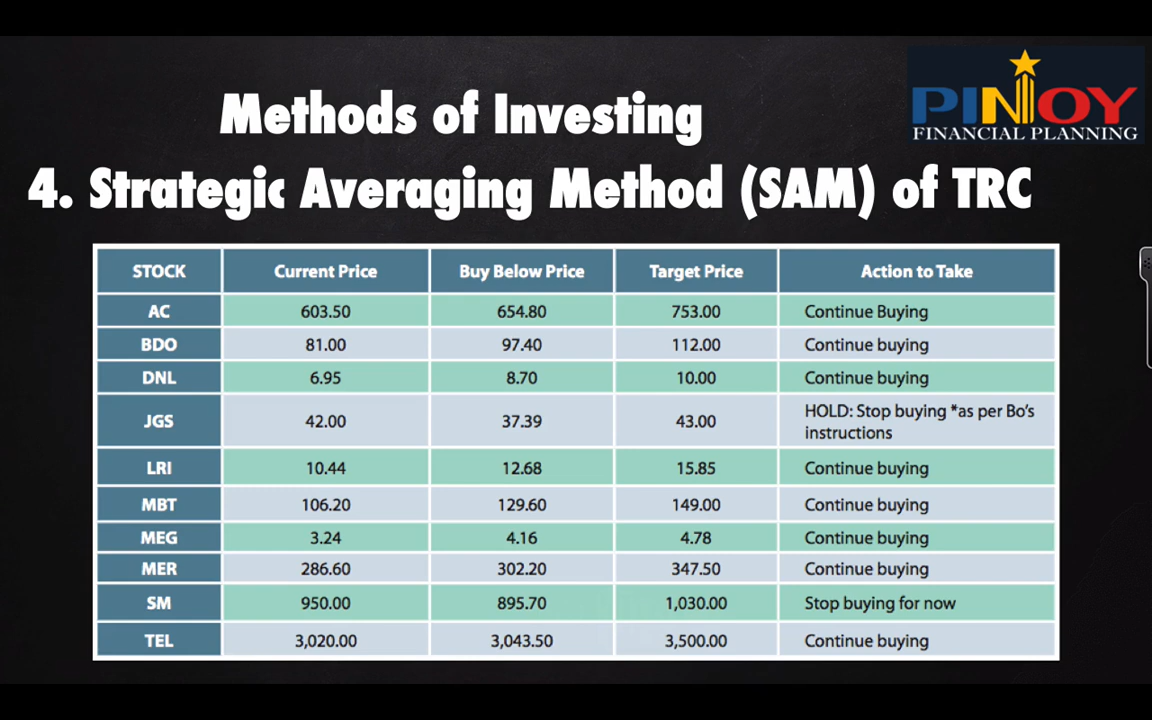 PINOY
FINANCIAL PLANNING
Methods of Investing
4. Strategic Averaging Method (SAM) of TRC
STOCK Current Price Buy Below Price Target Price Action to Take
AC 603.50 654.80 753.00 Continue Buying
BDO 81.00 97.40 112.00 Continue buying
DNL 6.95 8.70 10.00 Continue buying
JGS 42.00 37.39 43.00 HOLD: Stop buying *as per Bo's
instructions
LRI 10.44 12.68 15.85 Continue buying
MBT 106.20 129.60 149.00 Continue buying
MEG 3.24 4.16 4.78 Continue buying
MER 286.60 302.20 347.50 Continue buying
SM 950.00 895.70 1,030.00 Stop buying for now
TEL 3,020.00 3,043.50 3,500.00 Continue buying